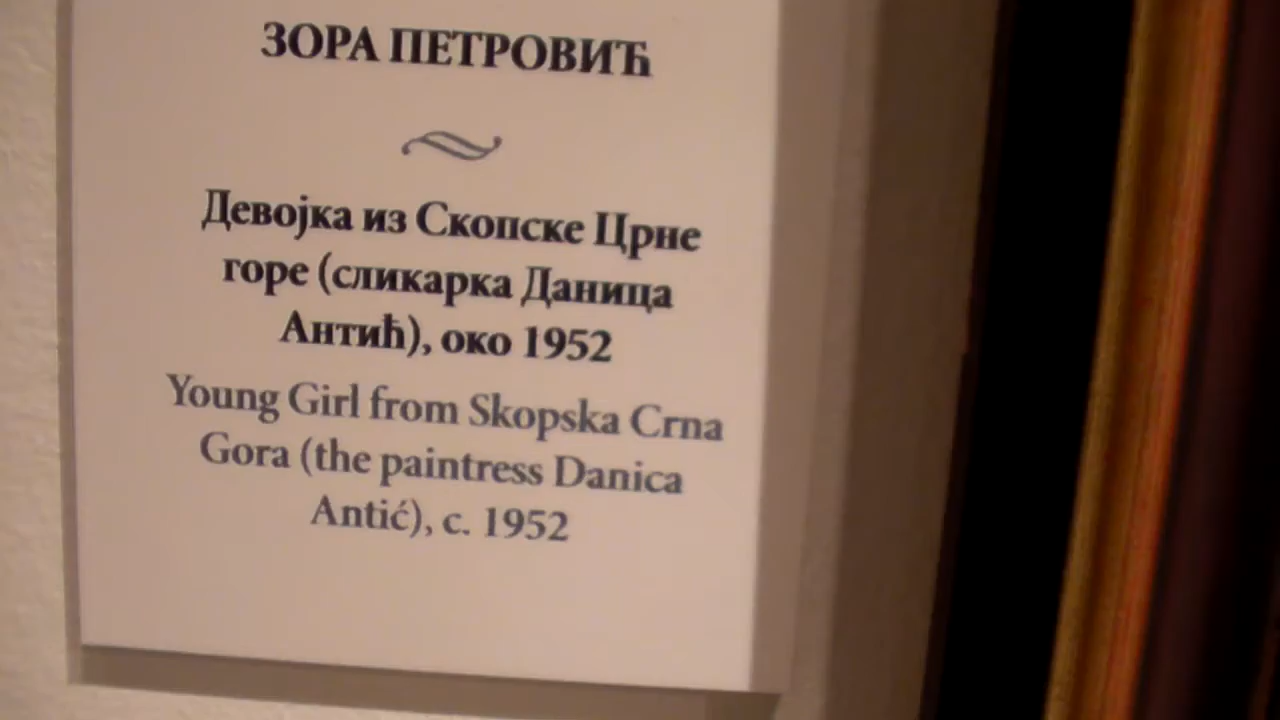 ЗОРА ПЕТРОВИЋ
Девојка из Скопске Црне
горе (сликарка Даница
Антић), око 1952
Young Girl from Skopska Crna
Gora (the paintress Danica
Antić), c. 1952